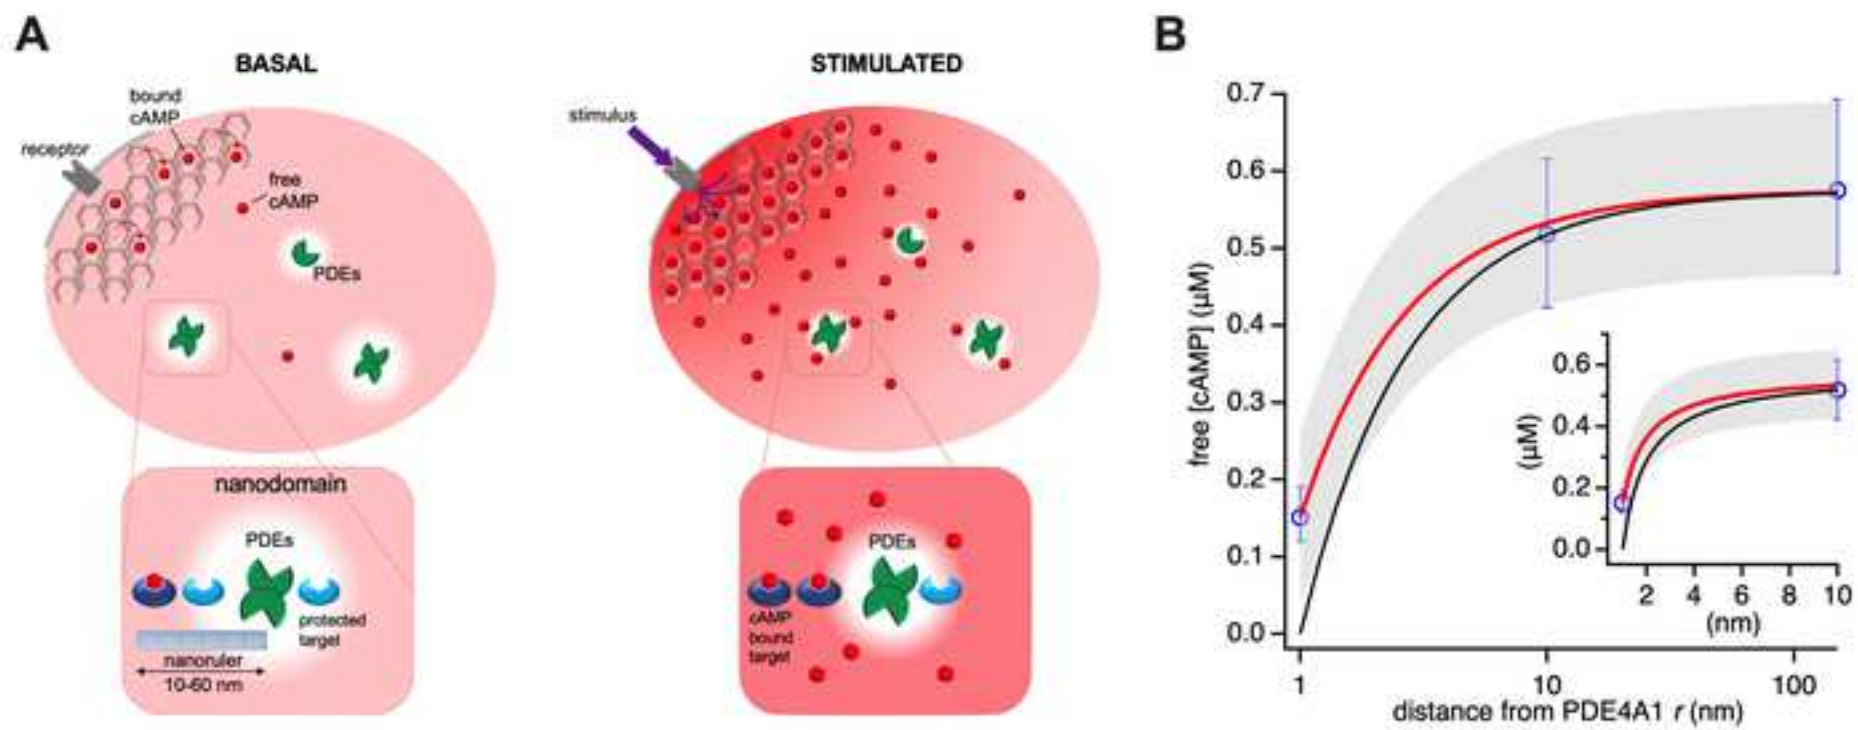 A
BASAL
bound
cAMP
receptor
free
cAMP
PDEs
nanodomain
PDEs
protected
target
nanoruler
10-60 nm
STIMULATED
stimulus
PDEs
cAMP
bound
target
B
free [cAMP] (µM)
0.7
0.6
0.5
0.4
0.3
0.2
0.1
0.0
1
10
100
distance from PDE4A1 r (nm)
(µM)
0.6
0.4
0.2
0.0
2
4
6
8
10
(nm)